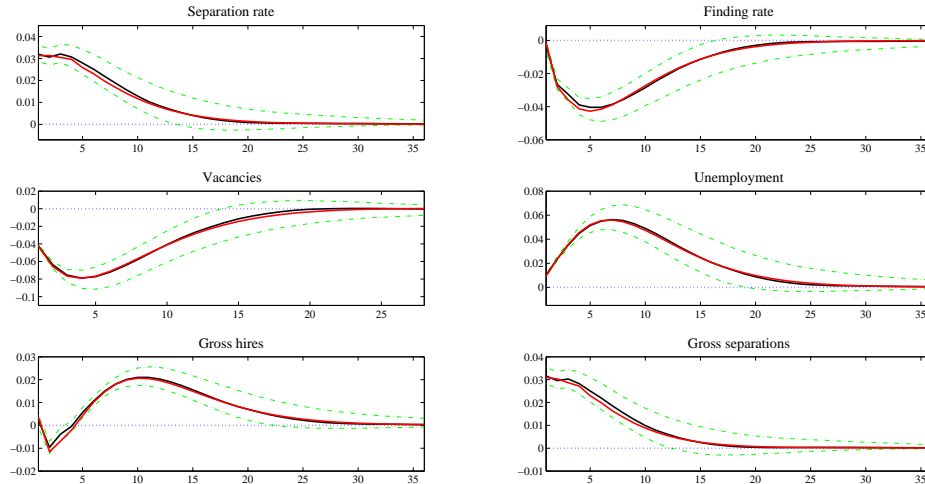 Separation rate
0.04
0.03
0.02
0.01
0
5 10 15 20 25 30 35
Finding rate
0
−0.02
−0.04
−0.06
5 10 15 20 25 30 35
Vacancies
0.02
0
−0.02
−0.04
−0.06
−0.08
−0.1
5 10 15 20 25
Unemployment
0.08
0.06
0.04
0.02
0
5 10 15 20 25 30 35
Gross hires
0.03
0.02
0.01
0
−0.01
−0.02
5 10 15 20 25 30 35
Gross separations
0.04
0.03
0.02
0.01
0
−0.01
5 10 15 20 25 30 35